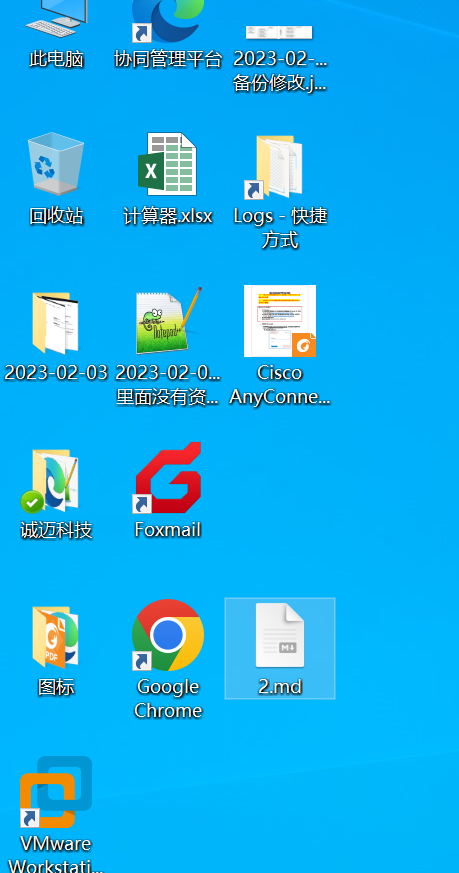 此电脑
协同管理平台
2023-02-...
备份修改.j...
回收站
计算器.xlsx
Logs - 快捷
方式
2023-02-03
2023-02-0...
里面没有资...
Cisco
AnyConne...
诚迈科技
Foxmail
图标
Google
Chrome
2.md
VMware
Workstati...